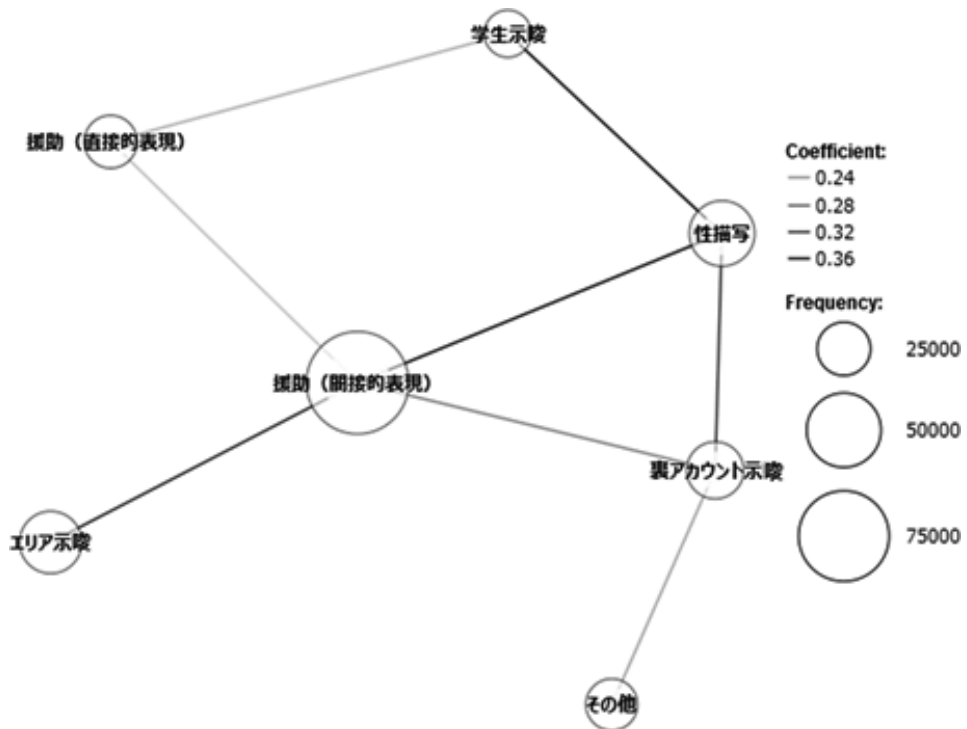 学生示唆
援助（直接的表現）
Coefficient:
0.24
0.28
0.32
0.36
性描写
Frequency:
25000
50000
75000
援助（間接的表現）
裏アカウント示唆
エリア示唆
その他